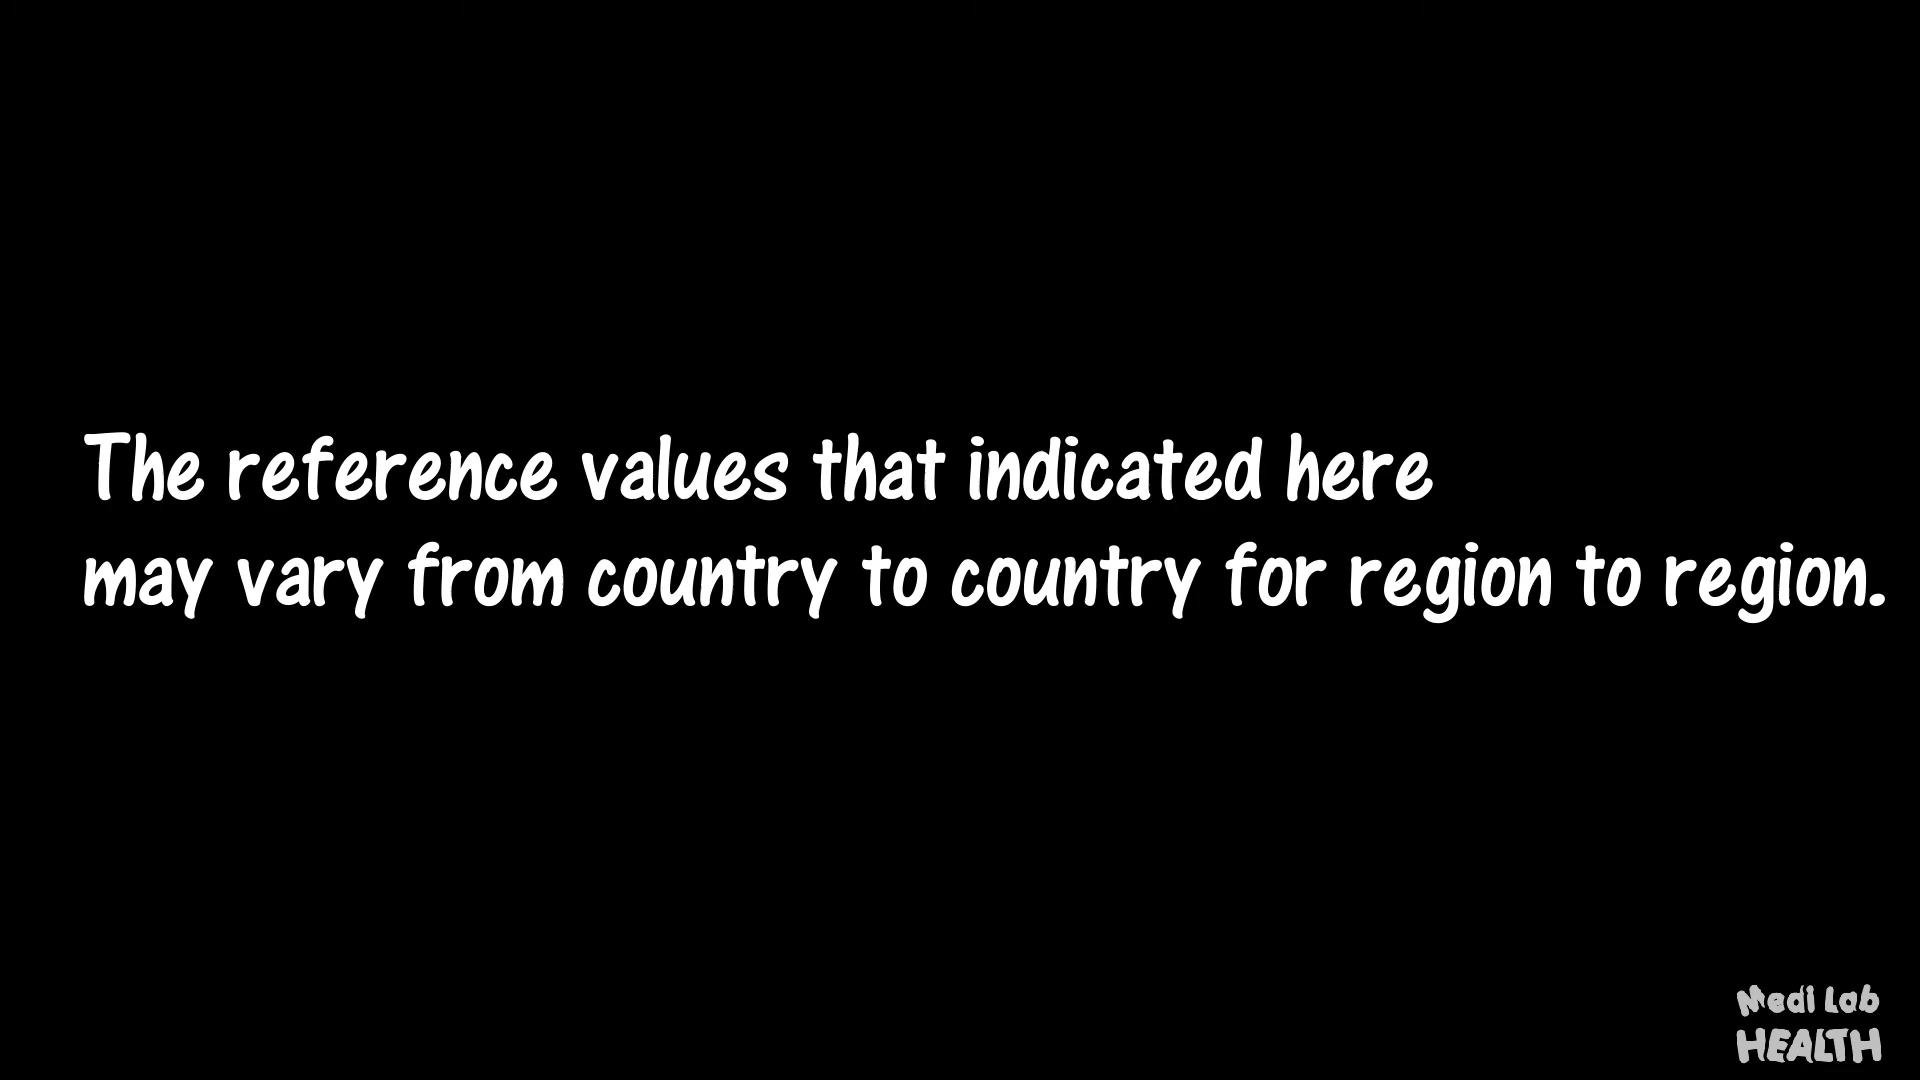 The reference values that indicated here
may vary from country to country for region to region.
Medi Lab
HEALTH